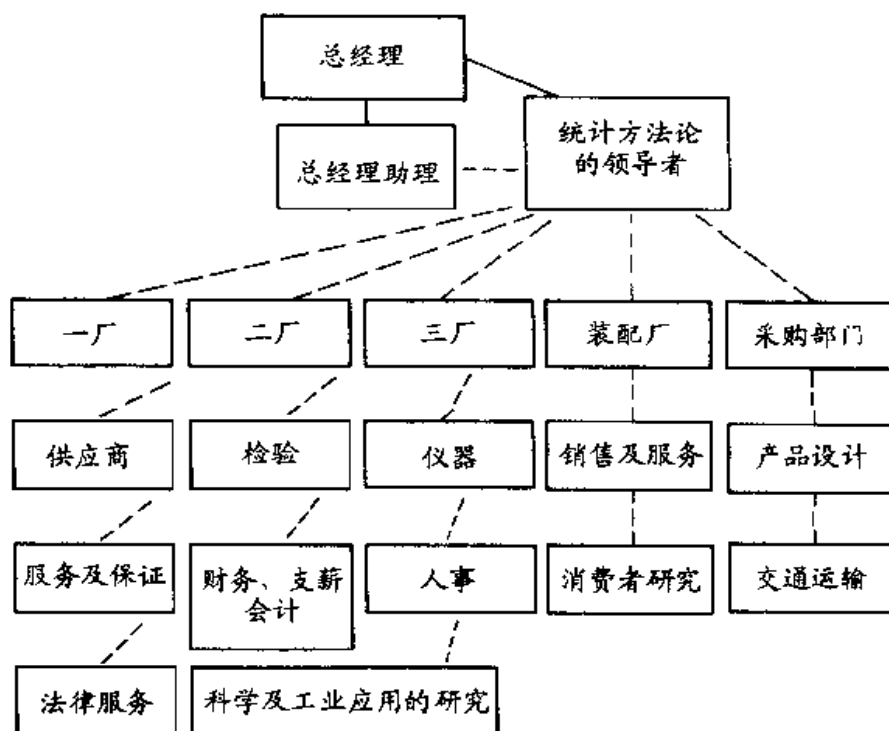 总经理
统计方法论
的领导者
总经理助理
一厂
二厂
三厂
装配厂
采购部门
供应商
检验
仪器
销售及服务
产品设计
服务及保证
财务、支薪
会计
人事
消费者研究
交通运输
法律服务
科学及工业应用的研究